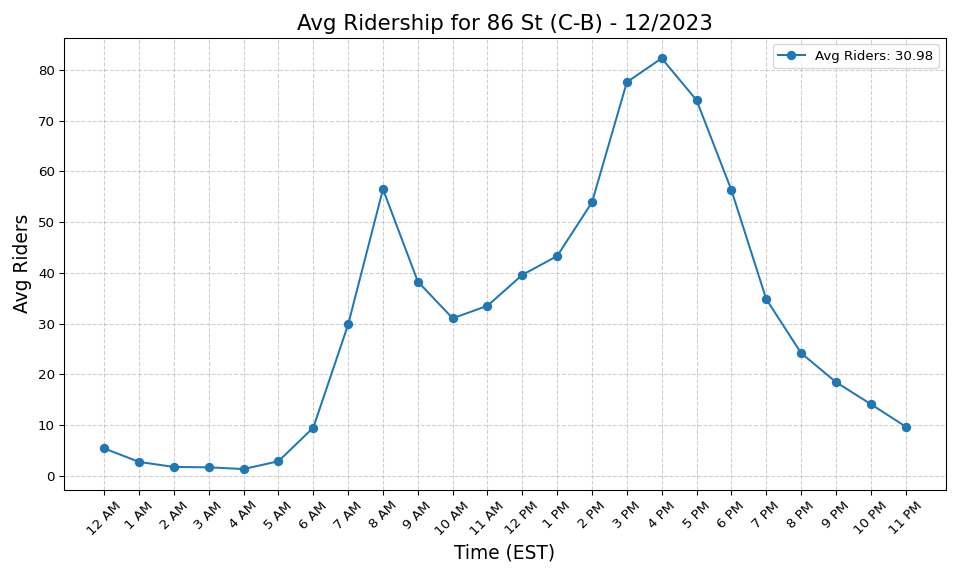 Avg Ridership for 86 St (C-B) - 12/2023
Avg Riders: 30.98
Avg Riders
80
70
60
50
40
30
20
10
0
12 AM
1 AM
2 AM
3 AM
4 AM
5 AM
6 AM
7 AM
8 AM
9 AM
10 AM
11 AM
12 PM
1 PM
2 PM
3 PM
4 PM
5 PM
6 PM
7 PM
8 PM
9 PM
10 PM
11 PM
Time (EST)